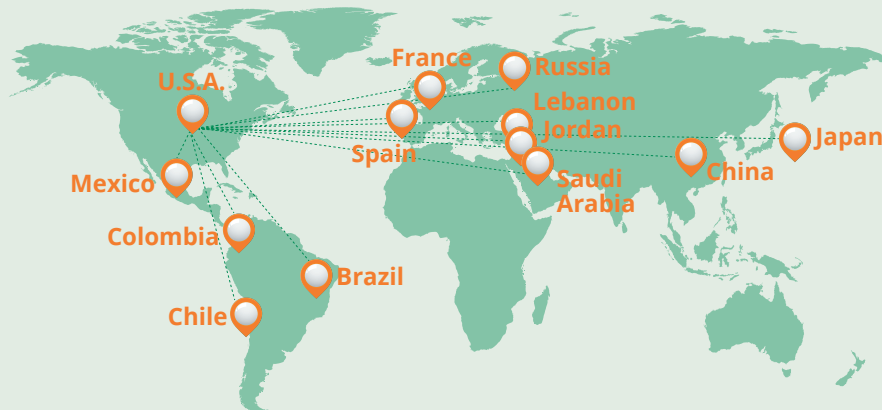 France
Russia
U.S.A.
Lebanon
Jordan
Japan
Spain
China
Mexico
Saudi
Arabia
Colombia
Brazil
Chile